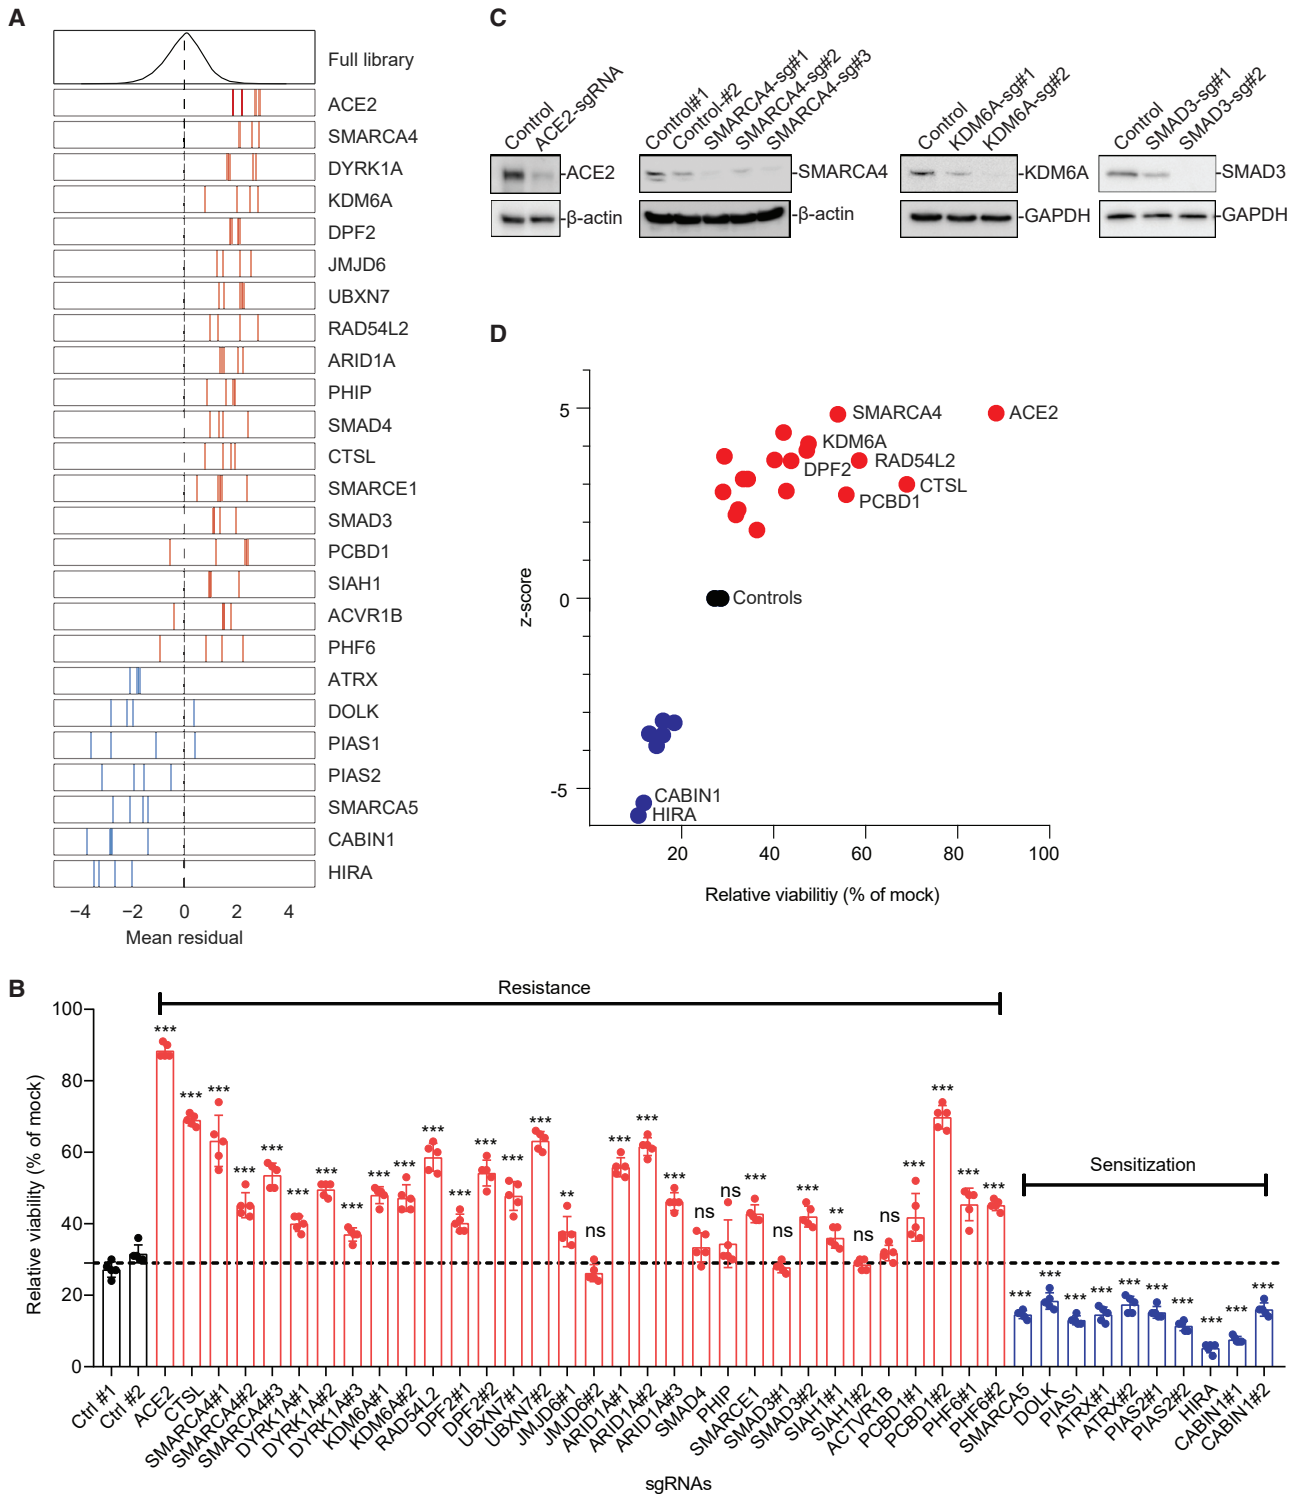 A
Full library
ACE2
SMARCA4
DYRK1A
KDM6A
DPF2
JMJD6
UBXN7
RAD54L2
ARID1A
PHIP
SMAD4
CTSL
SMARCE1
SMAD3
PCBD1
SIAH1
ACVR1B
PHF6
ATRX
DOLK
PIAS1
PIAS2
SMARCA5
CABIN1
HIRA
−4 −2 0 2 4
Mean residual
C
Control
ACE2-sgRNA
-ACE2
-β-actin
Control#1
Control-#2
SMARCA4-sg#1
SMARCA4-sg#2
SMARCA4-sg#3
-SMARCA4
-β-actin
Control
KDM6A-sg#1
KDM6A-sg#2
-KDM6A
-GAPDH
Control
SMAD3-sg#1
SMAD3-sg#2
-SMAD3
-GAPDH
D
z-score
5
0
-5
SMARCA4
ACE2
KDM6A
DPF2
RAD54L2
CTSL
PCBD1
Controls
CABIN1
HIRA
20 40 60 80 100
Relative viabilitiy (% of mock)
B
Resistance
Sensitization
Relative viability (% of mock)
100
80
60
40
20
0
*** *** *** *** *** *** *** *** *** *** *** *** *** *** *** ** ns *** *** *** ns ns *** ns *** ** ns ns *** *** *** *** *** *** *** *** *** *** *** *** *** ***
Ctrl #1
Ctrl #2
ACE2
CTSL
SMARCA4#1
SMARCA4#2
SMARCA4#3
DYRK1A#1
DYRK1A#2
DYRK1A#3
KDM6A#1
KDM6A#2
RAD54L2
DPF2#1
DPF2#2
UBXN7#1
UBXN7#2
JMJD6#1
JMJD6#2
ARID1A#1
ARID1A#2
ARID1A#3
SMAD4
PHIP
SMARCE1
SMAD3#1
SMAD3#2
SIAH1#1
SIAH1#2
ACTVR1B
PCBD1#1
PCBD1#2
PHF6#1
PHF6#2
SMARCA5
DOLK
PIAS1
ATRX#1
ATRX#2
PIAS2#1
PIAS2#2
HIRA
CABIN1#1
CABIN1#2
sgRNAs